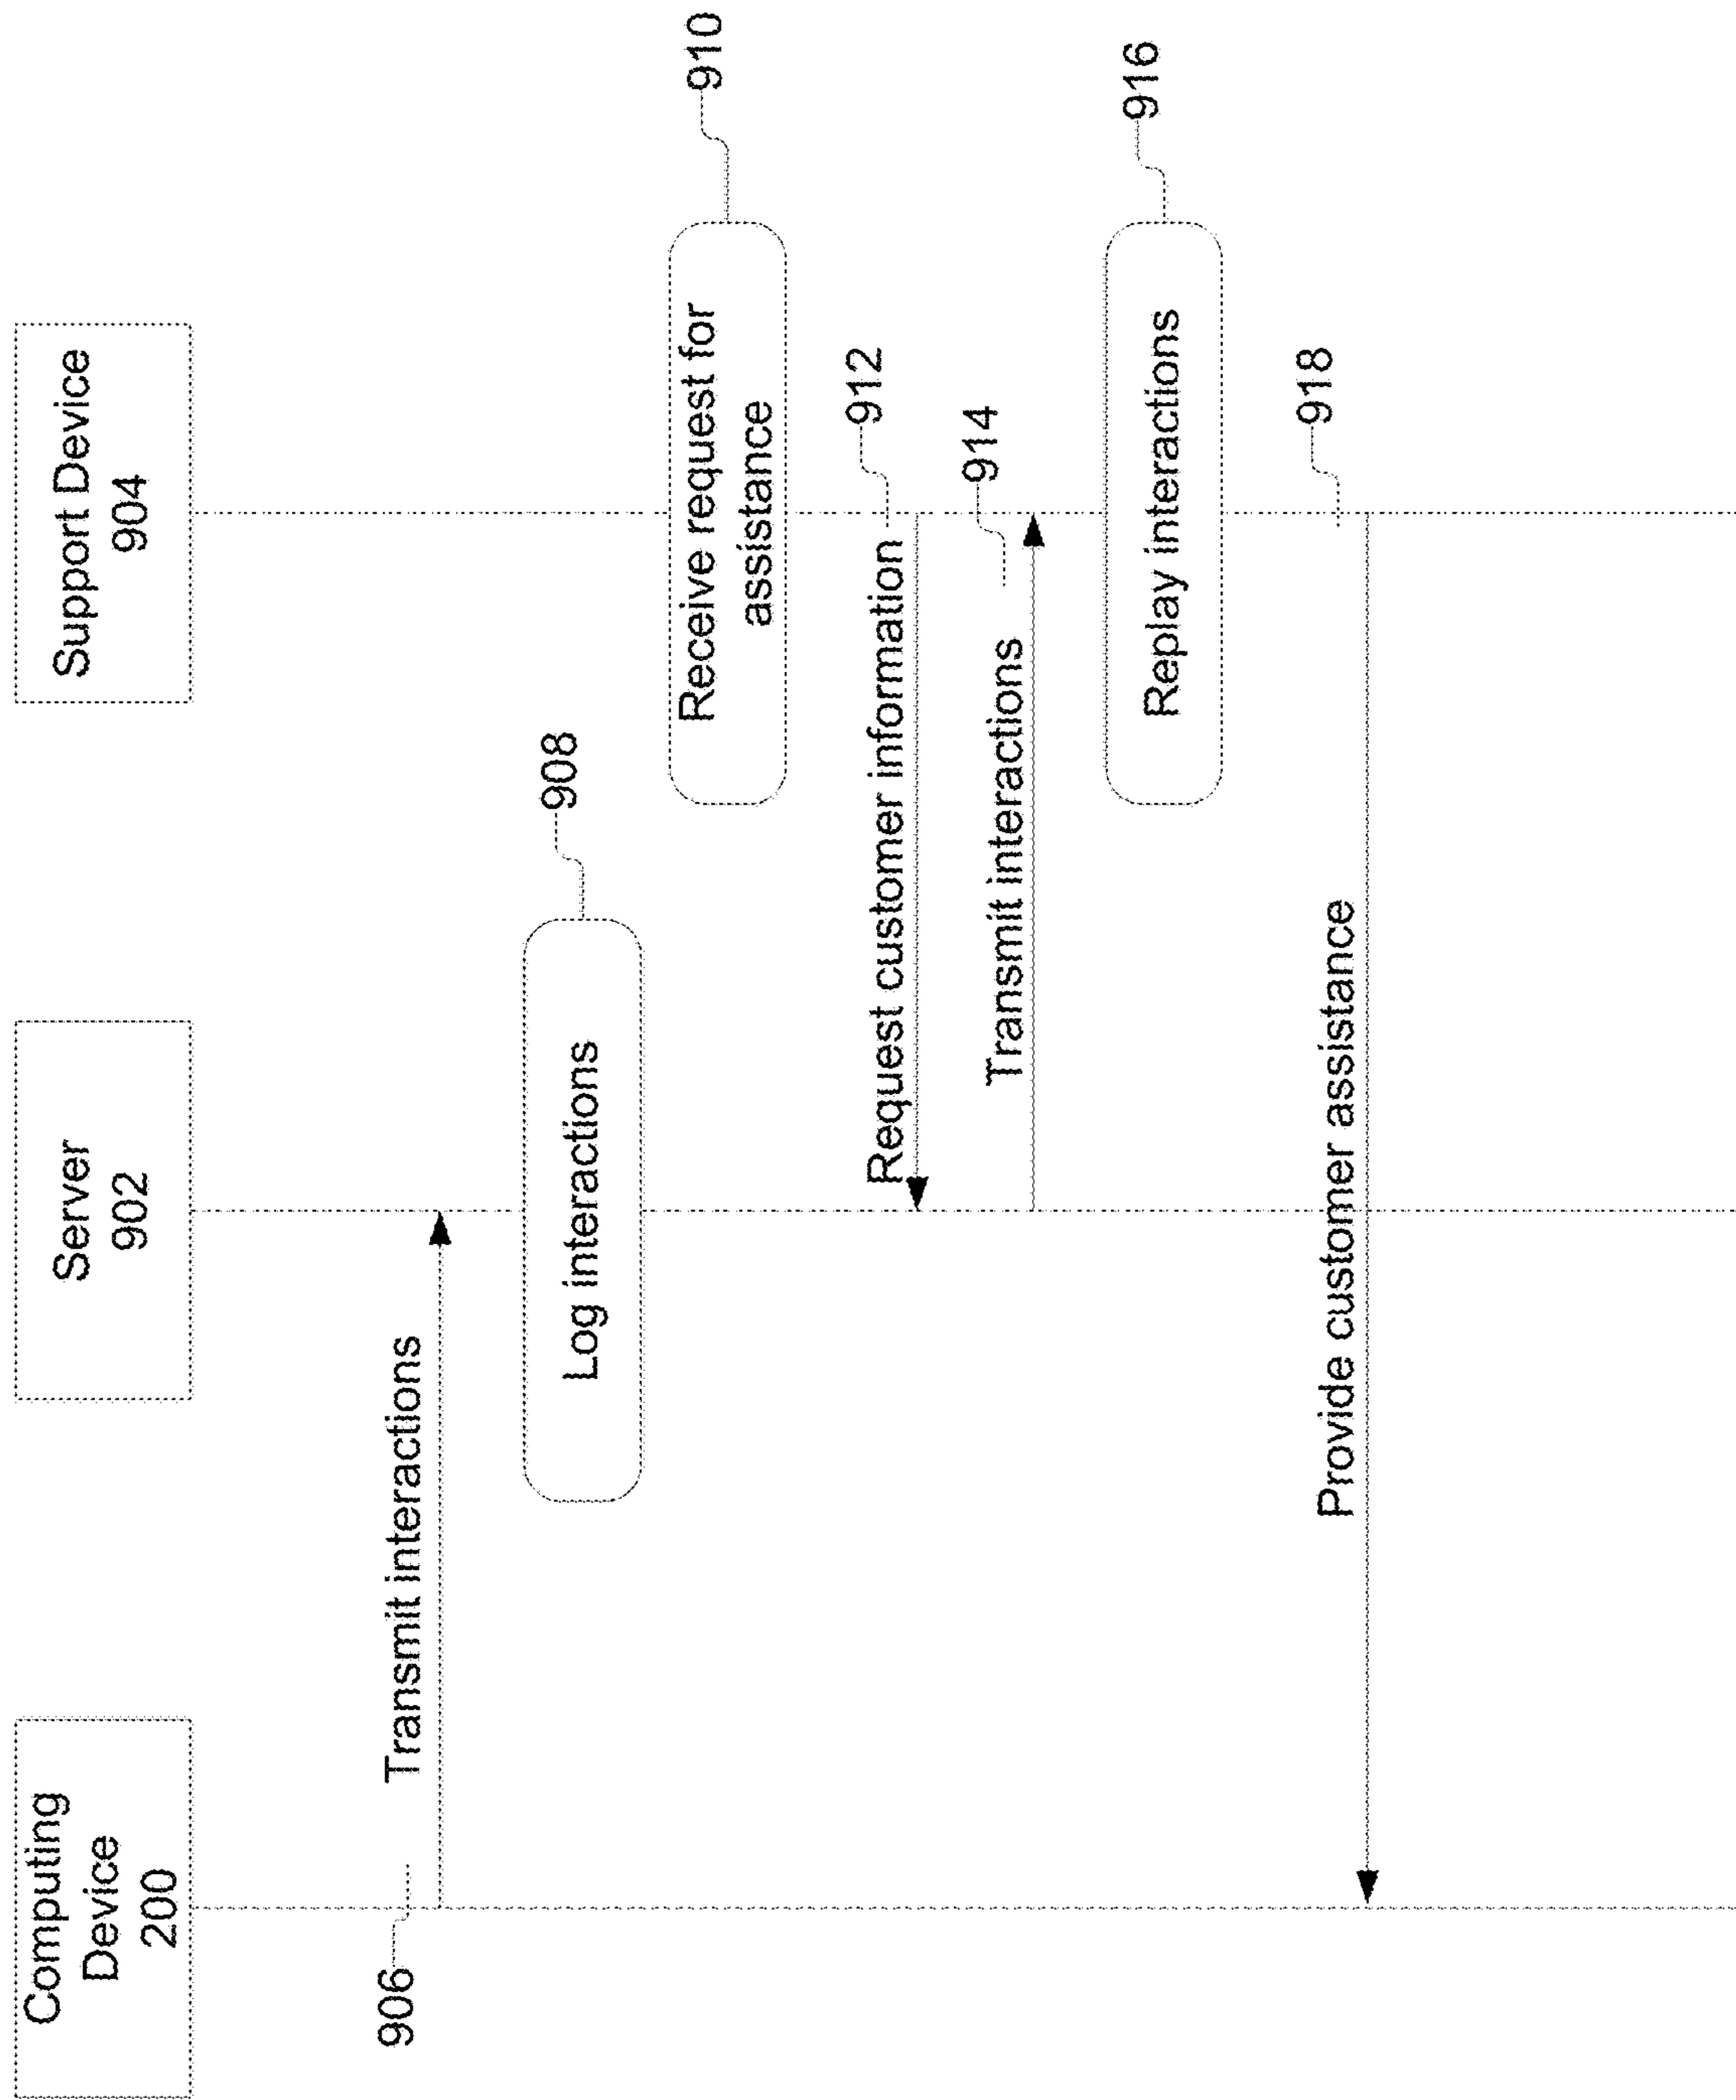 Computing
Device
200
Server
902
Support Device
904
906
Transmit interactions
Log interactions
908
Receive request for
assistance
910
Request customer information
912
Transmit interactions
914
Replay interactions
916
Provide customer assistance
918